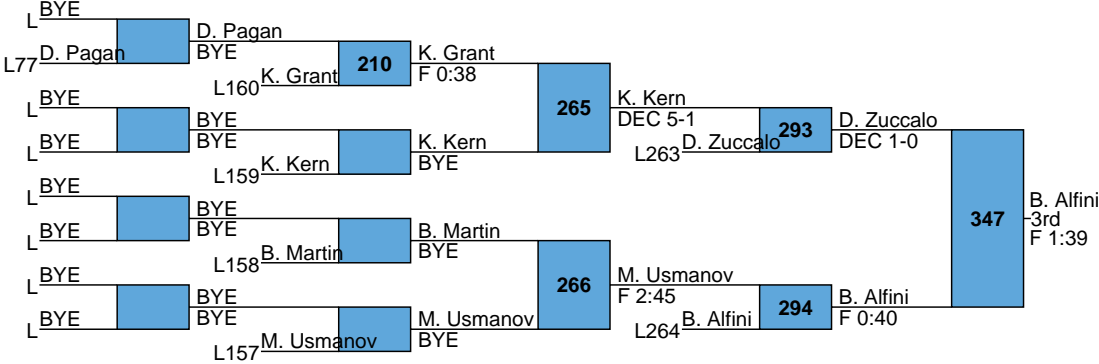 BYE
L
D. Pagan
L77
BYE
L
BYE
L
BYE
L
BYE
L
BYE
L
BYE
L
D. Pagan
BYE
K. Grant
L160
BYE
BYE
K. Kern
L159
BYE
BYE
B. Martin
L158
BYE
BYE
M. Usmanov
L157
210
K. Grant
F 0:38
K. Kern
BYE
B. Martin
BYE
M. Usmanov
BYE
265
266
K. Kern
DEC 5-1
D. Zuccalo
L263
M. Usmanov
F 2:45
B. Alfini
L264
293
294
D. Zuccalo
DEC 1-0
B. Alfini
F 0:40
347
B. Alfini
3rd
F 1:39